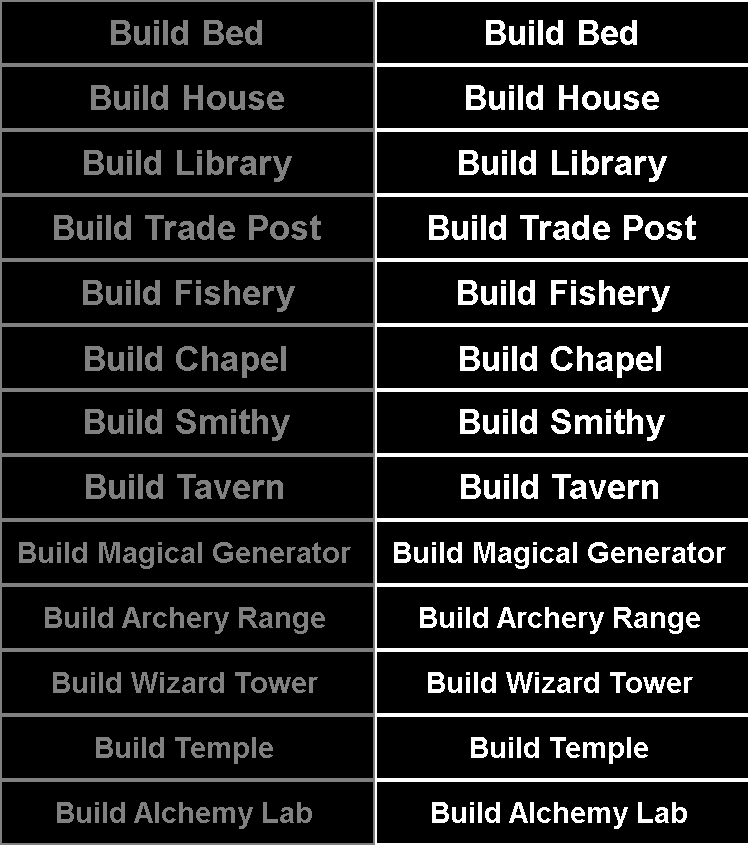 Build Bed Build Bed
Build House Build House
Build Library Build Library
Build Trade Post Build Trade Post
Build Fishery Build Fishery
Build Chapel Build Chapel
Build Smithy Build Smithy
Build Tavern Build Tavern
Build Magical Generator Build Magical Generator
Build Archery Range Build Archery Range
Build Wizard Tower Build Wizard Tower
Build Temple Build Temple
Build Alchemy Lab Build Alchemy Lab